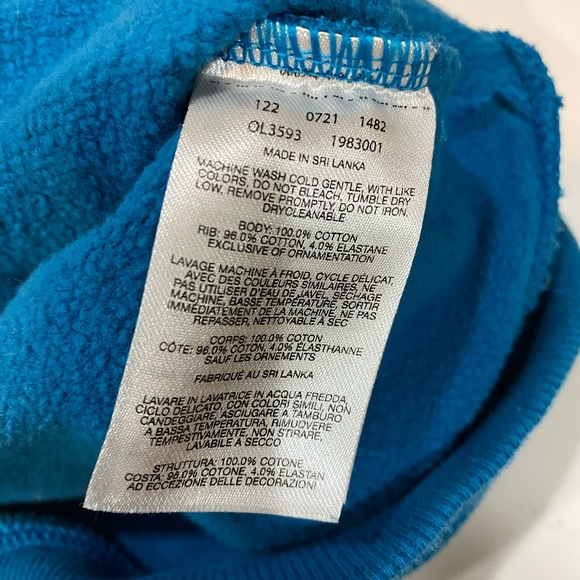 122 0721 1482
OL3593 1983001
MADE IN SRI LANKA
MACHINE WASH COLD GENTLE, WITH LIKE
COLORS, DO NOT BLEACH, TUMBLE DRY
LOW, REMOVE PROMPTLY, DO NOT IRON,
DRYCLEANABLE
BODY: 100.0% COTTON
RIB: 96.0% COTTON, 4.0% ELASTANE
EXCLUSIVE OF ORNAMENTATION
LAVAGE MACHINE À FROID, CYCLE DÉLICAT,
AVEC DES COULEURS SIMILAIRES, NE
PAS UTILISER D'EAU DE JAVEL, SÉCHAGE
MACHINE, BASSE TEMPÉRATURE, SORTIR
IMMÉDIATEMENT DE LA MACHINE, NE PAS
REPASSER, NETTOYABLE À SEC
CORPS: 100.0% COTON
CÔTE: 96.0% COTON, 4.0% ÉLASTHANNE
SAUF LES ORNEMENTS
FABRIQUÉ AU SRI LANKA
LAVARE IN LAVATRICE IN ACQUA FREDDA,
CICLO DELICATO, CON COLORI SIMILI, NON
CANDEGGIARE, ASCIUGARE A TAMBURO
A BASSA TEMPERATURA, RIMUOVERE
TEMPESTIVAMENTE, NON STIRARE,
LAVABILE A SECCO
STRUTTURA: 100.0% COTONE
COSTA: 96.0% COTONE, 4.0% ELASTAN
AD ECCEZIONE DELLE DECORAZIONI